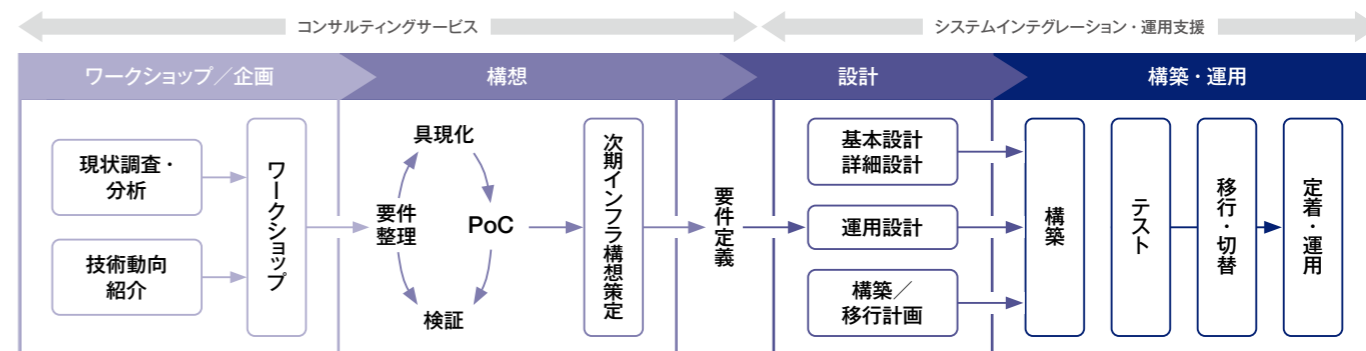 コンサルティングサービス
システムインテグレーション・運用支援
ワークショップ／企画
構想
設計
構築・運用
現状調査・
分析
技術動向
紹介
ワークショップ
具現化
要件
整理
PoC
検証
次期インフラ構想策定
要件定義
基本設計
詳細設計
運用設計
構築／
移行計画
構築
テスト
移行・切替
定着・運用